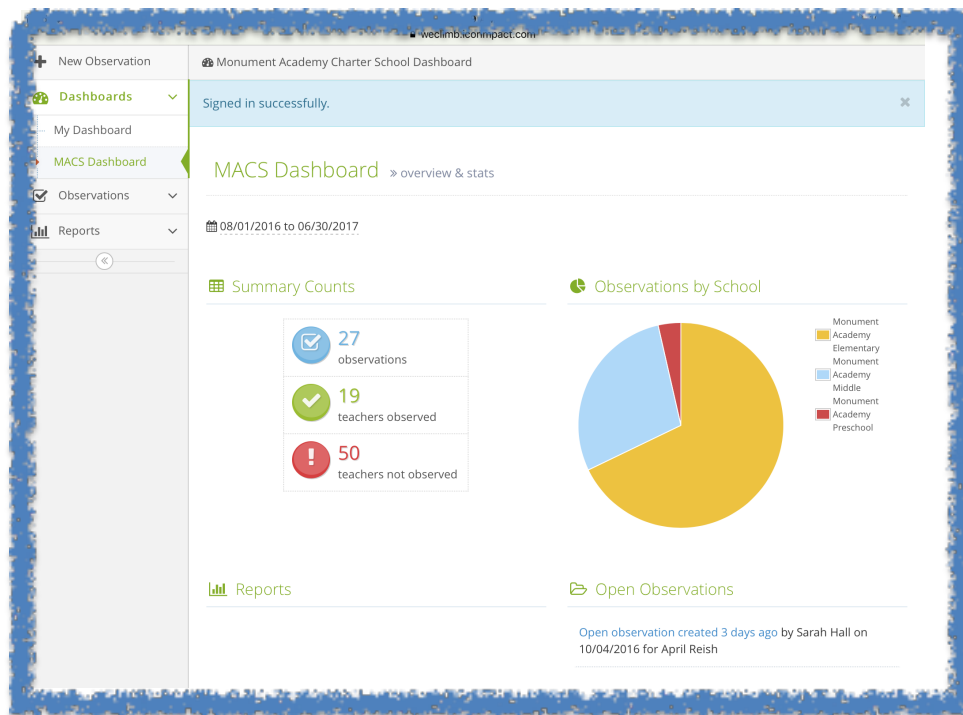 weclimb.iconmpact.com
New Observation
Monument Academy Charter School Dashboard
Dashboards
Signed in successfully.
My Dashboard
MACS Dashboard
MACS Dashboard » overview & stats
Observations
Reports
08/01/2016 to 06/30/2017
Summary Counts
27
observations
19
teachers observed
50
teachers not observed
Observations by School
Monument
Academy
Elementary
Monument
Academy
Middle
Monument
Academy
Preschool
Reports
Open Observations
Open observation created 3 days ago by Sarah Hall on
10/04/2016 for April Reish